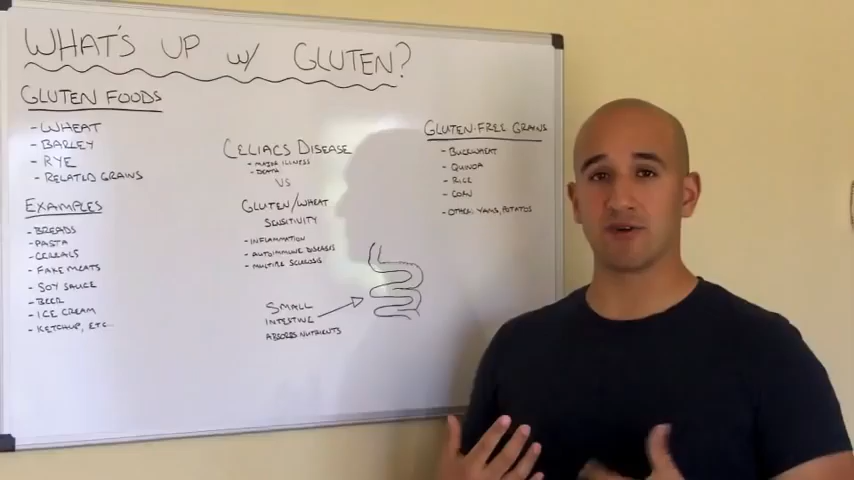 WHAT'S UP w/ GLUTEN?
GLUTEN FOODS
- WHEAT
- BARLEY
- RYE
- RELATED GRAINS
EXAMPLES
- BREADS
- PASTA
- CEREALS
- FAKE MEATS
- SOY SAUCE
- BEER
- ICE CREAM
- KETCHUP, ETC.
CELIACS DISEASE
- MAJOR ILLNESS
- DEATH
VS
GLUTEN/WHEAT
SENSITIVITY
- INFLAMMATION
- AUTOIMMUNE DISEASES
- MULTIPLE SCLEROSIS
SMALL
INTESTINE
ABSORBS NUTRIENTS
GLUTEN-FREE GRAINS
- BUCKWHEAT
- QUINOA
- RICE
- CORN
- OTHER: YAMS, POTATOS